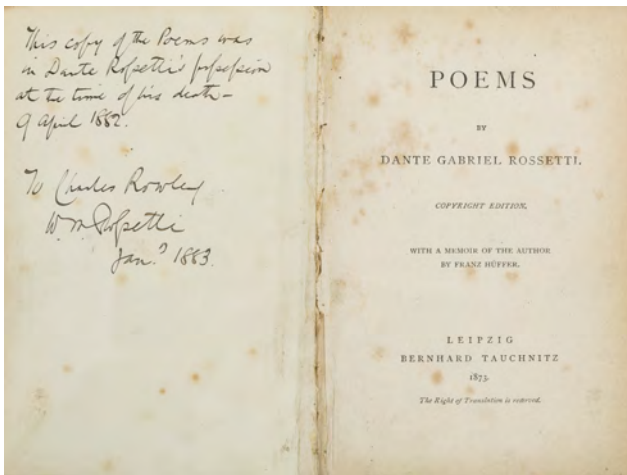 This copy of the Poems was
in Dante Rossetti's possession
at the time of his death –
9 April 1882.
To Charles Rowley
W. M. Rossetti
Jany 1883.
POEMS
BY
DANTE GABRIEL ROSSETTI.
COPYRIGHT EDITION.
WITH A MEMOIR OF THE AUTHOR
BY FRANZ HÜFFER.
LEIPZIG
BERNHARD TAUCHNITZ
1873.
The Right of Translation is reserved.